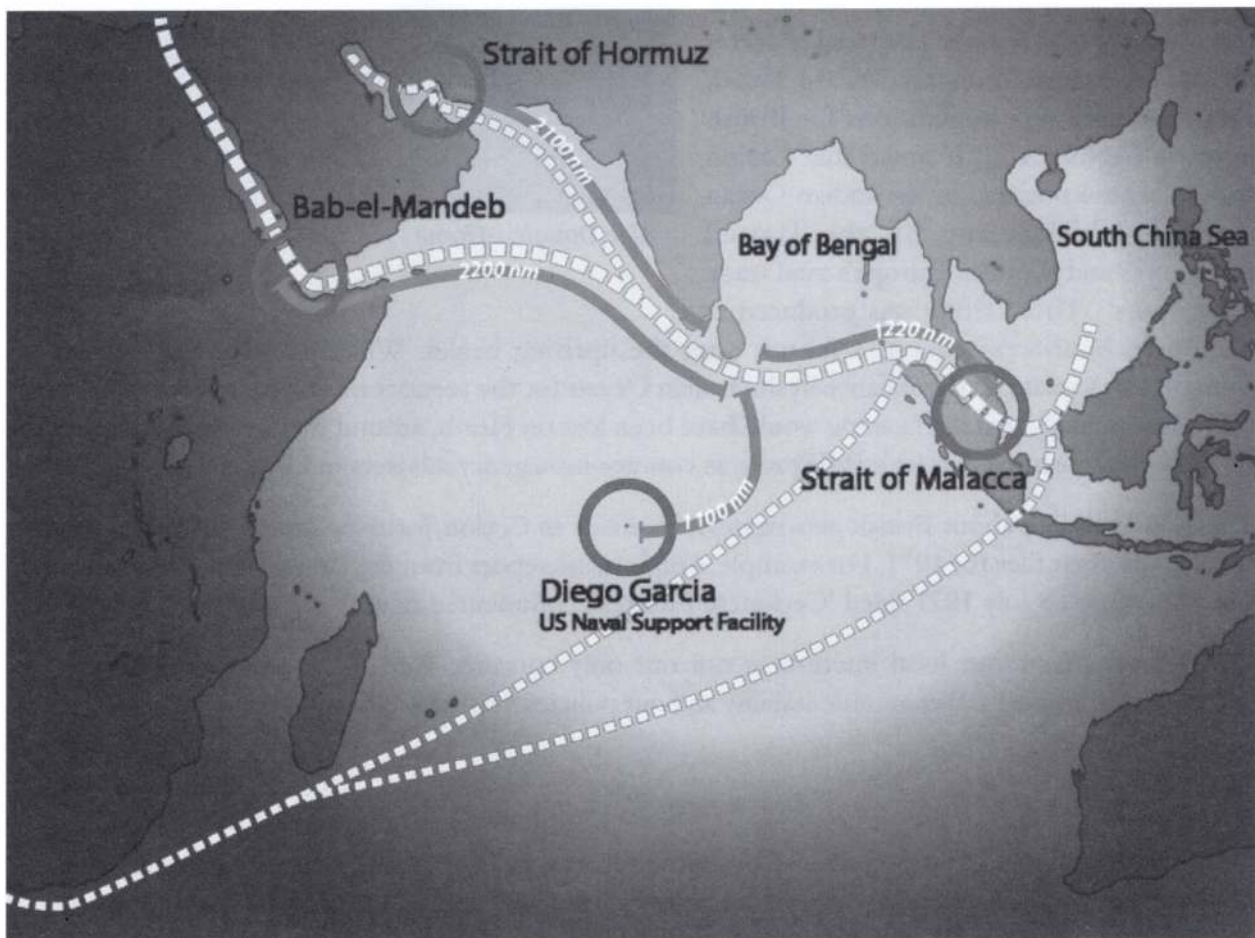 Strait of Hormuz
2100 nm
Bab-el-Mandeb
2200 nm
Bay of Bengal
South China Sea
1220 nm
Strait of Malacca
1100 nm
Diego Garcia
US Naval Support Facility